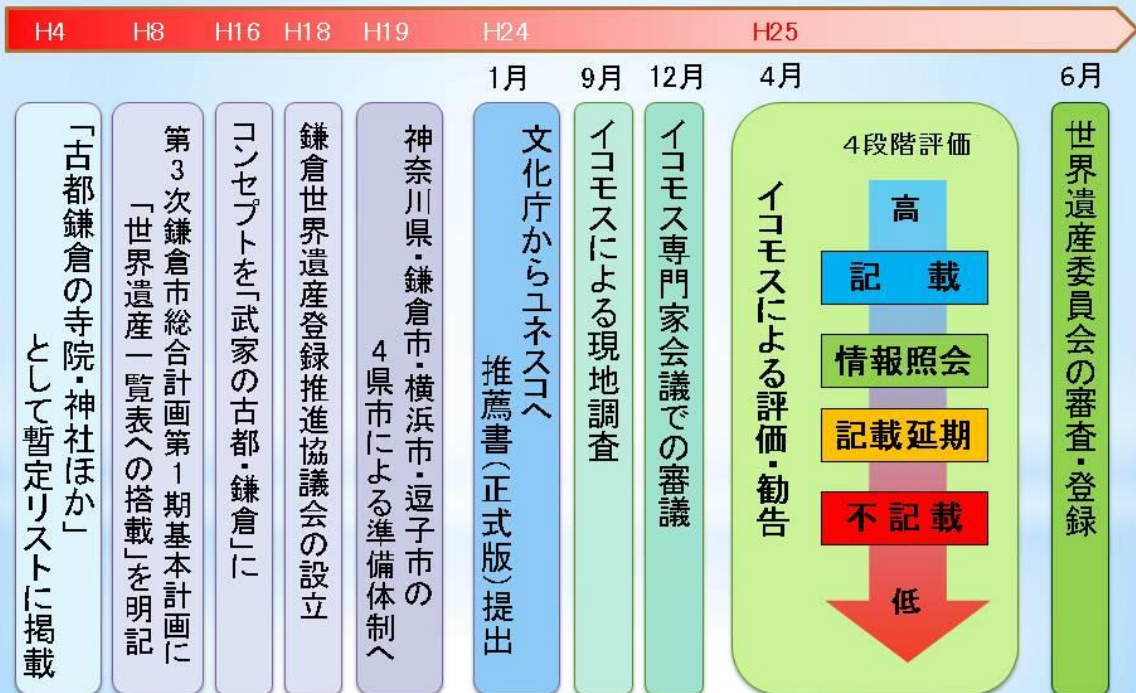 H4 H8 H16 H18 H19 H24 H25
1月 9月 12月 4月 6月
「古都鎌倉の寺院・神社ほか」
として暫定リストに掲載
第3次鎌倉市総合計画第1期基本計画に
「世界遺産一覧表への搭載」を明記
コンセプトを「武家の古都・鎌倉」に
鎌倉世界遺産登録推進協議会の設立
神奈川県・鎌倉市・横浜市・逗子市の
4県市による準備体制へ
文化庁からユネスコへ
推薦書(正式版)提出
イコモスによる現地調査
イコモス専門家会議での審議
イコモスによる評価・勧告
4段階評価
高
記載
情報照会
記載延期
不記載
低
世界遺産委員会の審査・登録